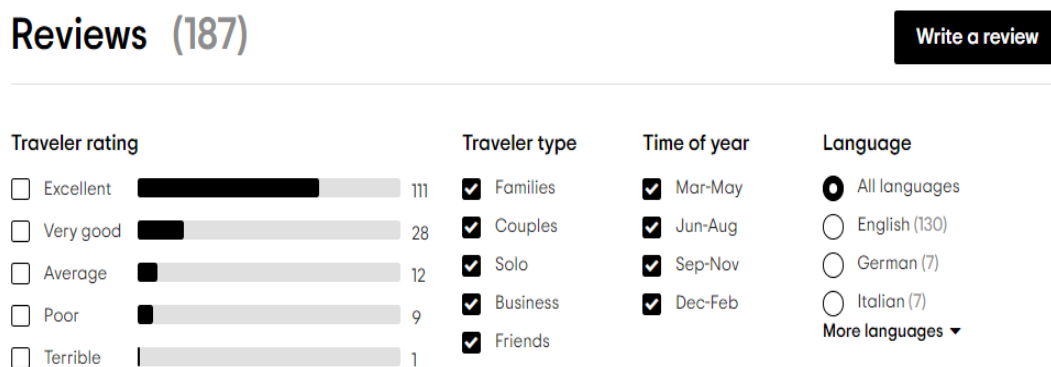 Reviews (187)
Write a review
Traveler rating
Excellent 111
Very good 28
Average 12
Poor 9
Terrible 1
Traveler type
Families
Couples
Solo
Business
Friends
Time of year
Mar-May
Jun-Aug
Sep-Nov
Dec-Feb
Language
All languages
English (130)
German (7)
Italian (7)
More languages